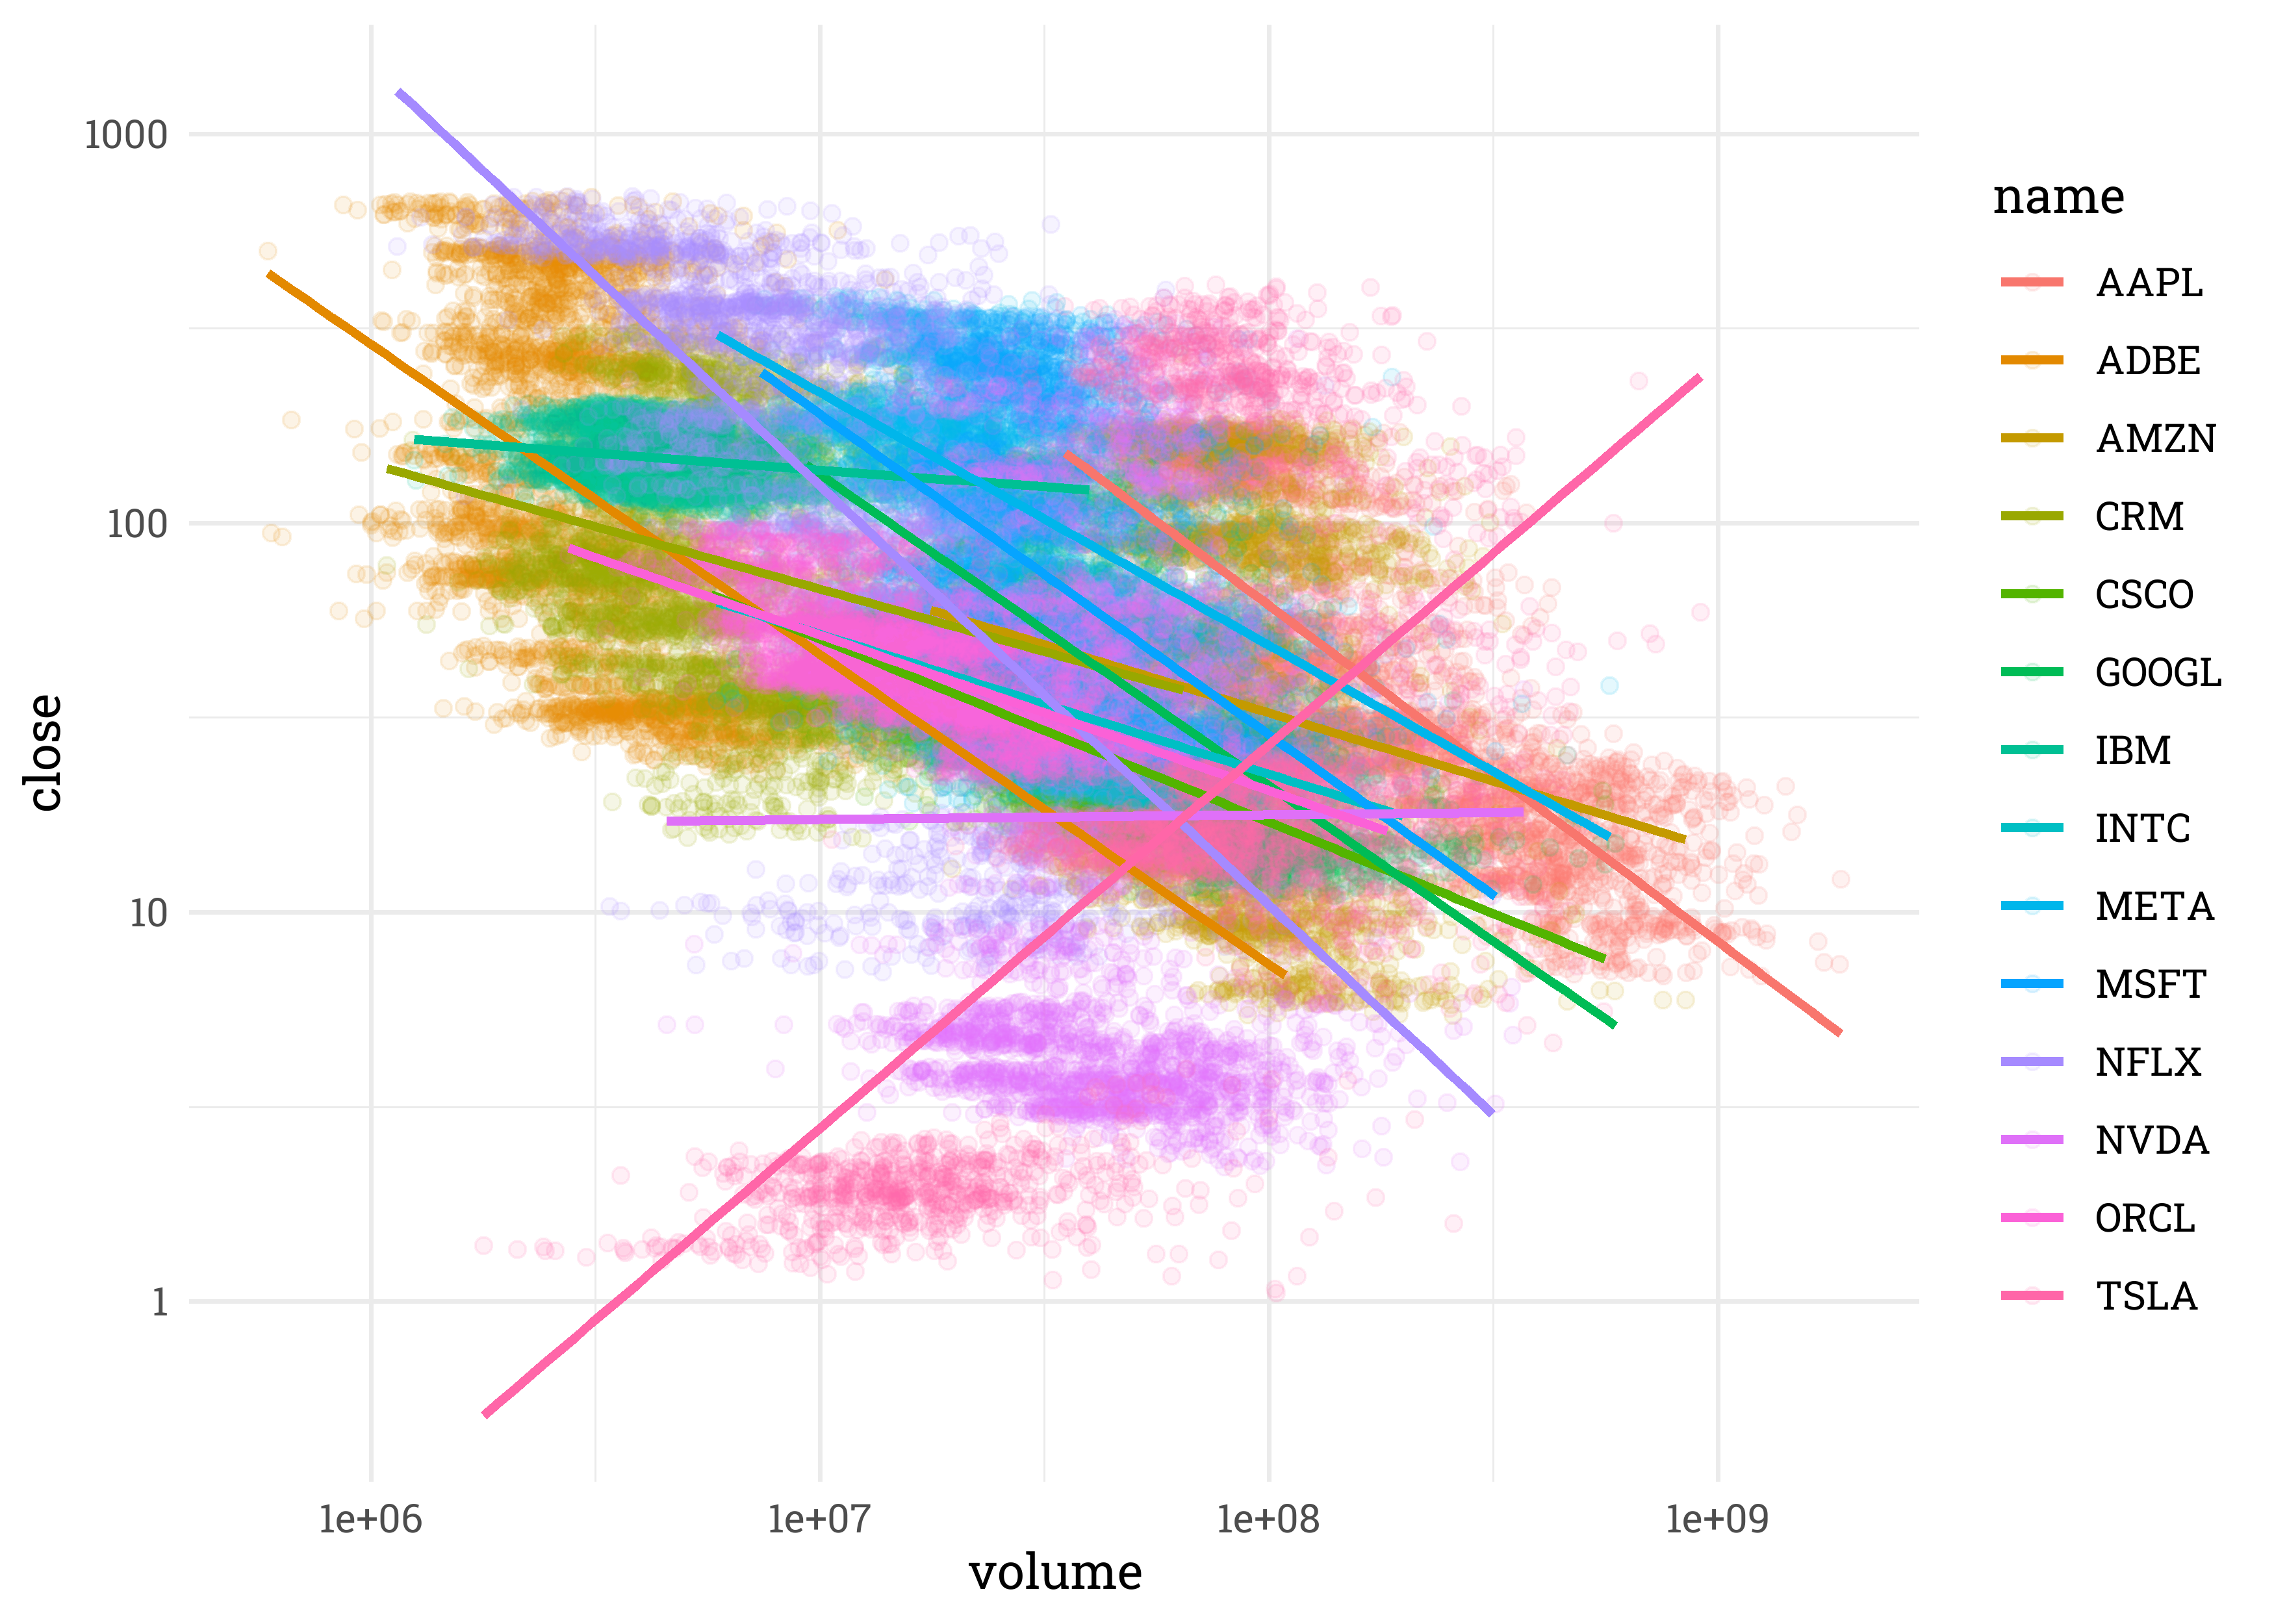 1000
100
10
1
close
1e+06
1e+07
1e+08
1e+09
volume
name
AAPL
ADBE
AMZN
CRM
CSCO
GOOGL
IBM
INTC
META
MSFT
NFLX
NVDA
ORCL
TSLA